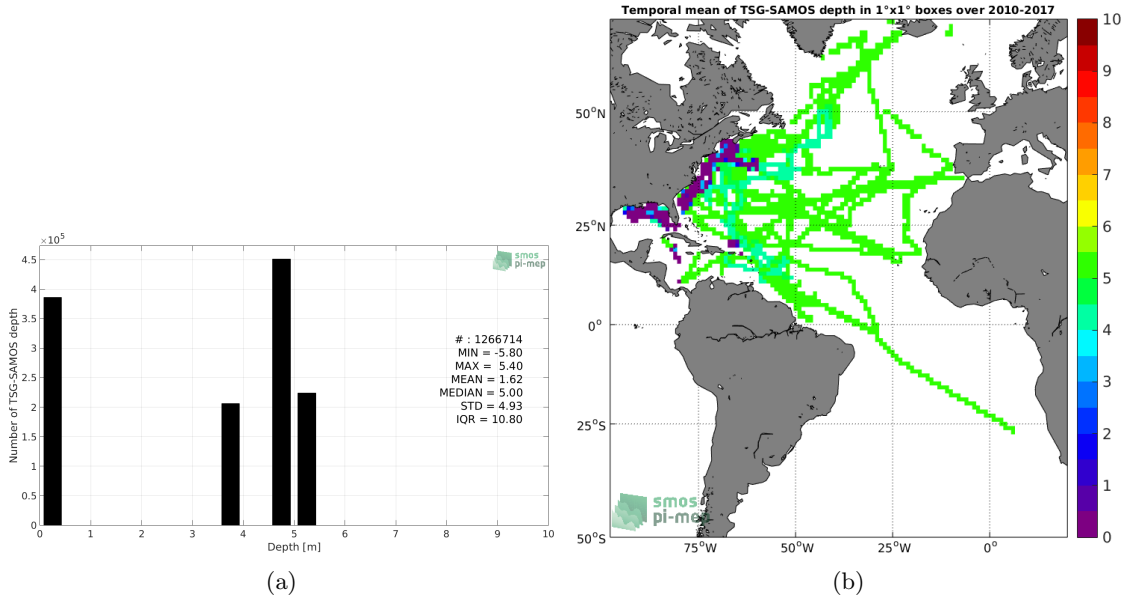 Temporal mean of TSG-SAMOS depth in 1°x1° boxes over 2010-2017
×10⁵
4.5
4
3.5
3
2.5
2
1.5
1
0.5
0
Number of TSG-SAMOS depth
smos
pi-mep
# : 1266714
MIN = -5.80
MAX = 5.40
MEAN = 1.62
MEDIAN = 5.00
STD = 4.93
IQR = 10.80
0 1 2 3 4 5 6 7 8 9 10
Depth [m]
(a)
50°N
25°N
0°
25°S
50°S
75°W 50°W 25°W 0°
smos
pi-mep
10
9
8
7
6
5
4
3
2
1
0
(b)